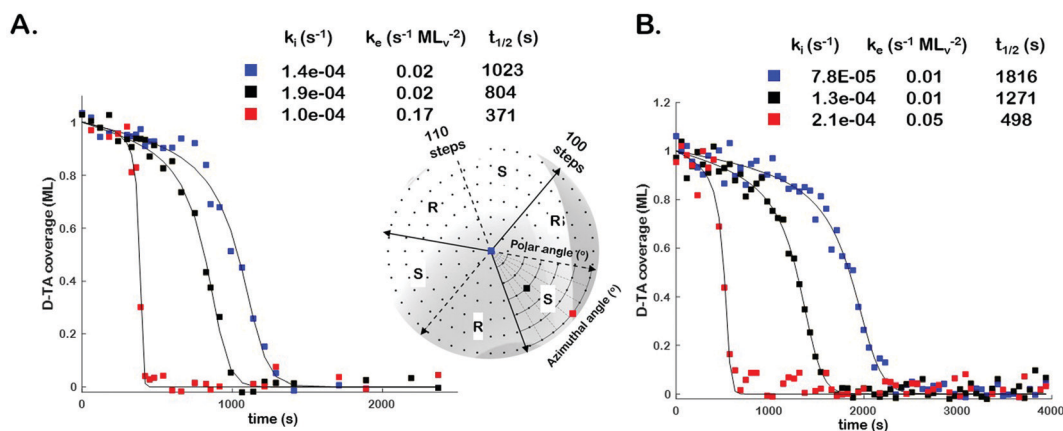 A.
kᵢ (s⁻¹) kₑ (s⁻¹ MLᵥ⁻²) t₁/₂ (s)
1.4e-04 0.02 1023
1.9e-04 0.02 804
1.0e-04 0.17 371
D-TA coverage (ML)
1
0.8
0.6
0.4
0.2
0
0 1000 2000
time (s)
110
steps
100
steps
S
R
R
Polar angle (°)
S
S
R
Azimuthal angle (°)
B.
kᵢ (s⁻¹) kₑ (s⁻¹ MLᵥ⁻²) t₁/₂ (s)
7.8E-05 0.01 1816
1.3e-04 0.01 1271
2.1e-04 0.05 498
D-TA coverage (ML)
1.2
1
0.8
0.6
0.4
0.2
0
0 1000 2000 3000 4000
time (s)